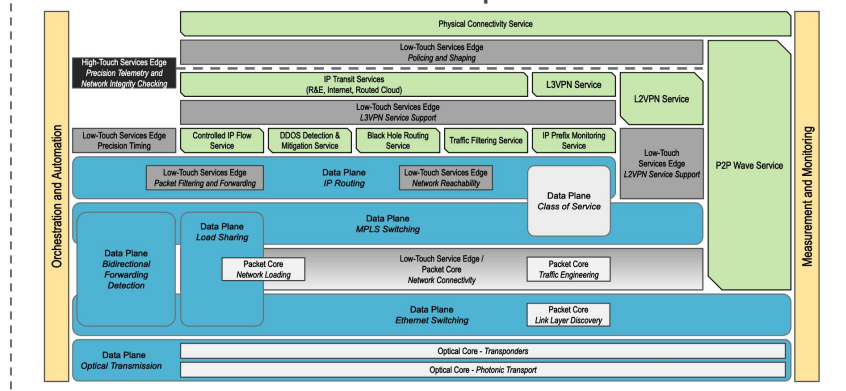 Physical Connectivity Service
Low-Touch Services Edge
Policing and Shaping
High-Touch Services Edge
Precision Telemetry and
Network Integrity Checking
IP Transit Services
(R&E, Internet, Routed Cloud)
L3VPN Service
L2VPN Service
Low-Touch Services Edge
L3VPN Service Support
Low-Touch Services Edge
Precision Timing
Controlled IP Flow
Service
DDOS Detection &
Mitigation Service
Black Hole Routing
Service
Traffic Filtering Service
IP Prefix Monitoring
Service
Low-Touch
Services Edge
L2VPN Service Support
P2P Wave Service
Orchestration and Automation
Measurement and Monitoring
Low-Touch Services Edge
Packet Filtering and Forwarding
Data Plane
IP Routing
Low-Touch Services Edge
Network Reachability
Data Plane
Class of Service
Data Plane
Load Sharing
Data Plane
MPLS Switching
Data Plane
Bidirectional
Forwarding
Detection
Packet Core
Network Loading
Low-Touch Service Edge /
Packet Core
Network Connectivity
Packet Core
Traffic Engineering
Data Plane
Ethernet Switching
Packet Core
Link Layer Discovery
Data Plane
Optical Transmission
Optical Core - Transponders
Optical Core - Photonic Transport